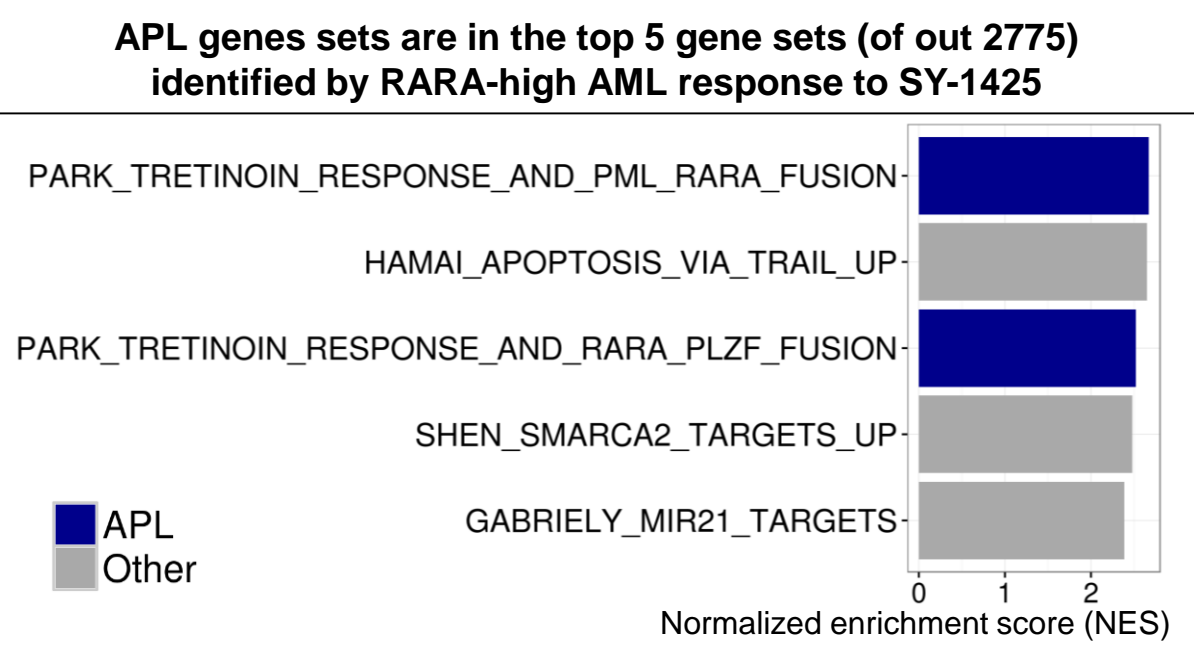 APL genes sets are in the top 5 gene sets (of out 2775)
identified by RARA-high AML response to SY-1425
PARK_TRETINOIN_RESPONSE_AND_PML_RARA_FUSION
HAMAI_APOPTOSIS_VIA_TRAIL_UP
PARK_TRETINOIN_RESPONSE_AND_RARA_PLZF_FUSION
SHEN_SMARCA2_TARGETS_UP
GABRIELY_MIR21_TARGETS
APL
Other
0 1 2
Normalized enrichment score (NES)